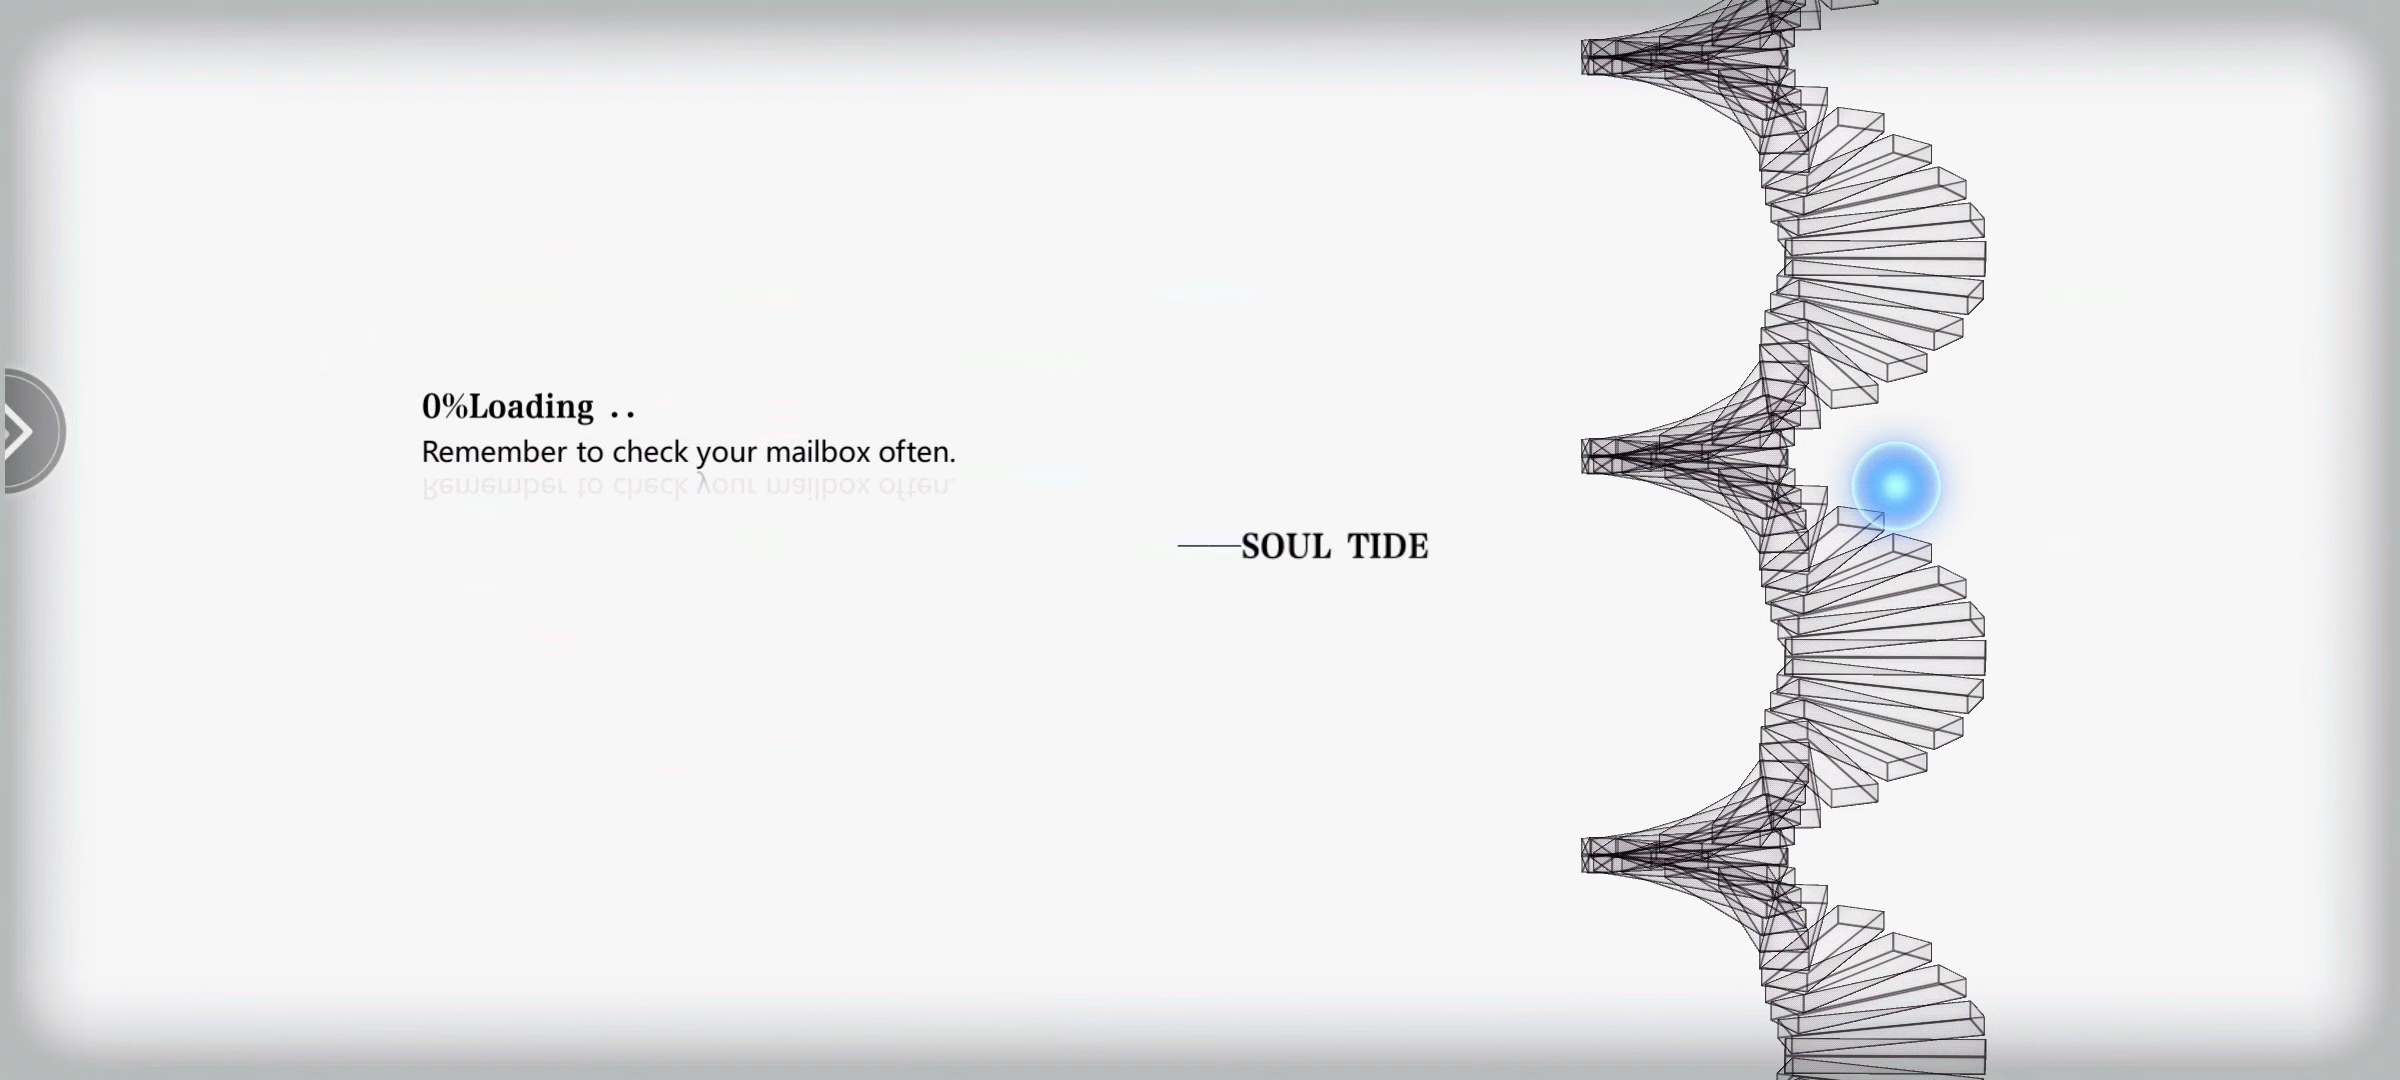 0%Loading ..
Remember to check your mailbox often.
Remember to check your mailbox often.
——SOUL TIDE